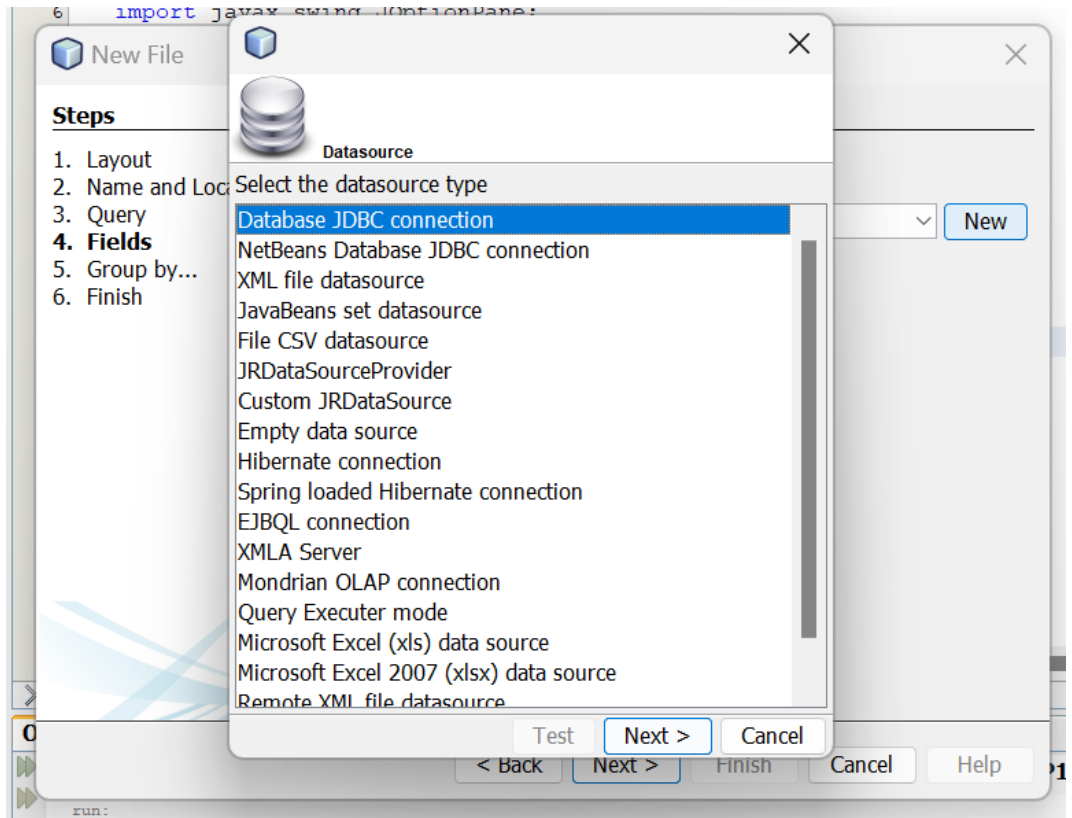 6 import javax swing JOptionPane;
New File
Steps
1. Layout
2. Name and Loca
3. Query
4. Fields
5. Group by...
6. Finish
Datasource
Select the datasource type
Database JDBC connection
NetBeans Database JDBC connection
XML file datasource
JavaBeans set datasource
File CSV datasource
JRDataSourceProvider
Custom JRDataSource
Empty data source
Hibernate connection
Spring loaded Hibernate connection
EJBQL connection
XMLA Server
Mondrian OLAP connection
Query Executer mode
Microsoft Excel (xls) data source
Microsoft Excel 2007 (xlsx) data source
Remote XML file datasource
New
Test Next > Cancel
< Back Next > Finish Cancel Help
run: